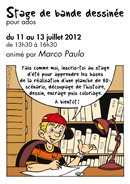 Stage de bande dessinée
pour ados
du 11 au 13 juillet 2012
de 13h30 à 16h30
animé par Marco Paulo
Fais comme moi, inscris-toi au stage
d'été pour apprendre les bases
de la réalisation d'une planche de BD:
scénario, découpage de l'histoire,
dessin, encrage puis coloriage.
A bientôt!